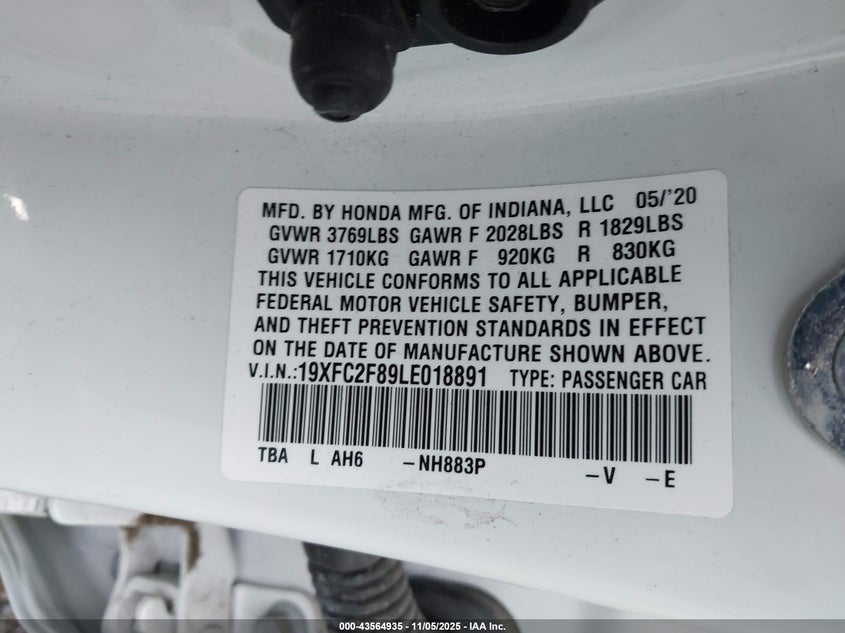 MFD. BY HONDA MFG. OF INDIANA, LLC 05/'20
GVWR 3769LBS GAWR F 2028LBS R 1829LBS
GVWR 1710KG GAWR F 920KG R 830KG
THIS VEHICLE CONFORMS TO ALL APPLICABLE
FEDERAL MOTOR VEHICLE SAFETY, BUMPER,
AND THEFT PREVENTION STANDARDS IN EFFECT
ON THE DATE OF MANUFACTURE SHOWN ABOVE.
V.I.N.:19XFC2F89LE018891 TYPE: PASSENGER CAR
TBA L AH6 -NH883P -V -E
000-43564935 - 11/05/2025 - IAA Inc.